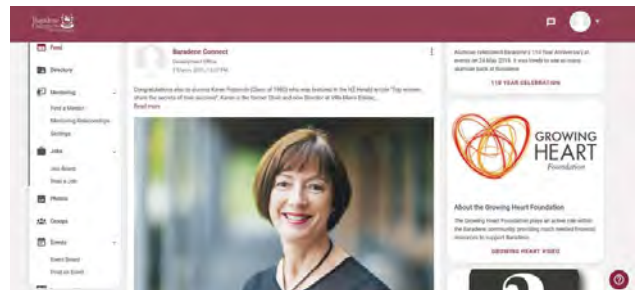 Baradene
Feed
Directory
Mentoring
Find a Mentor
Mentoring Relationships
Settings
Jobs
Job Board
Post a Job
Photos
Groups
Events
Event Board
Post an Event
Baradene Connect
Development Office
Congratulations also to alumna Karen
(Class of 1982) who was featured in the NZ Herald article "Top women
share the secrets of their success". Karen is the former Chair and now Director at Villa Maria Estate,
Read more
events on 24 May 2019. It was lovely to see so many
alumnae back at Baradene.
110 YEAR CELEBRATION
GROWING
HEART
Foundation
About the Growing Heart Foundation
The Growing Heart Foundation plays an active role within
the Baradene community, providing much needed financial
resources to support Baradene.
GROWING HEART VIDEO